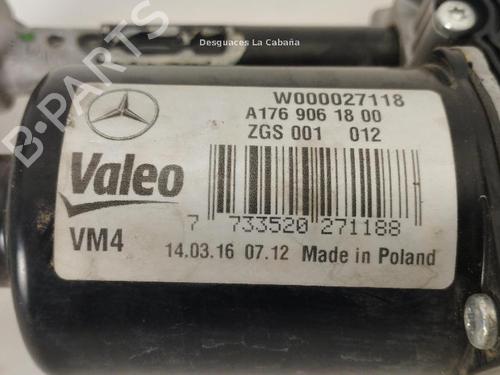 Desguaces La Cabaña
W000027118
A176 906 18 00
ZGS 001 012
Valeo
7 733520 271188
VM4
14.03.16 07.12 Made in Poland